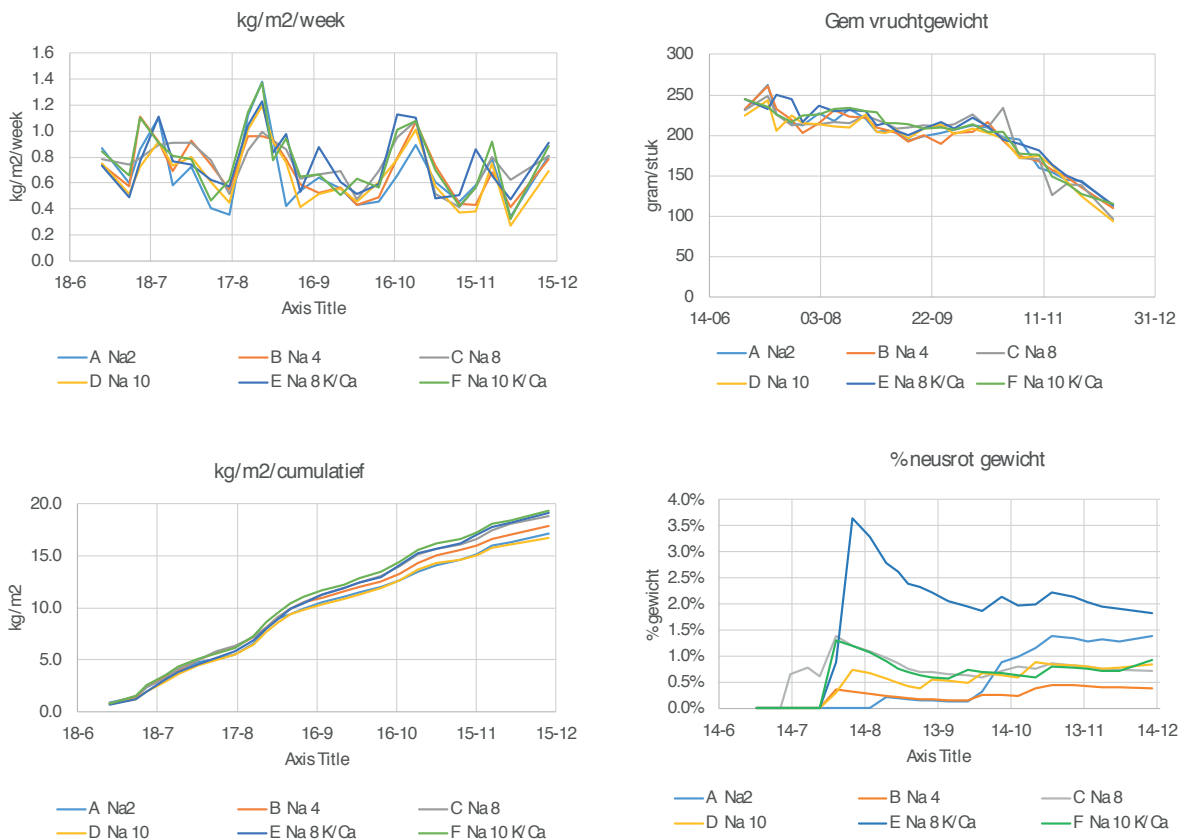 kg/m2/week
kg/m2/week
1.6
1.4
1.2
1.0
0.8
0.6
0.4
0.2
0.0
18-6 18-7 17-8 16-9 16-10 15-11 15-12
Axis Title
A Na2 B Na 4 C Na 8
D Na 10 E Na 8 K/Ca F Na 10 K/Ca
Gem vruchtgewicht
gram/stuk
300
250
200
150
100
50
0
14-06 03-08 22-09 11-11 31-12
A Na2 B Na 4 C Na 8
D Na 10 E Na 8 K/Ca F Na 10 K/Ca
kg/m2/cumulatief
kg/m2
20.0
15.0
10.0
5.0
0.0
18-6 18-7 17-8 16-9 16-10 15-11 15-12
Axis Title
A Na2 B Na 4 C Na 8
D Na 10 E Na 8 K/Ca F Na 10 K/Ca
% neusrot gewicht
% gewicht
4.0%
3.5%
3.0%
2.5%
2.0%
1.5%
1.0%
0.5%
0.0%
14-6 14-7 14-8 13-9 14-10 13-11 14-12
Axis Title
A Na2 B Na 4 C Na 8
D Na 10 E Na 8 K/Ca F Na 10 K/Ca